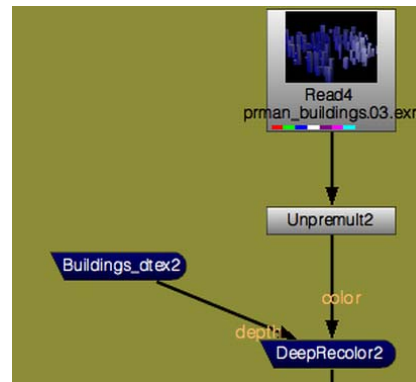 Read4
prman_buildings.03.exr
Unpremult2
Buildings_dtex2
color
depth
DeepRecolor2